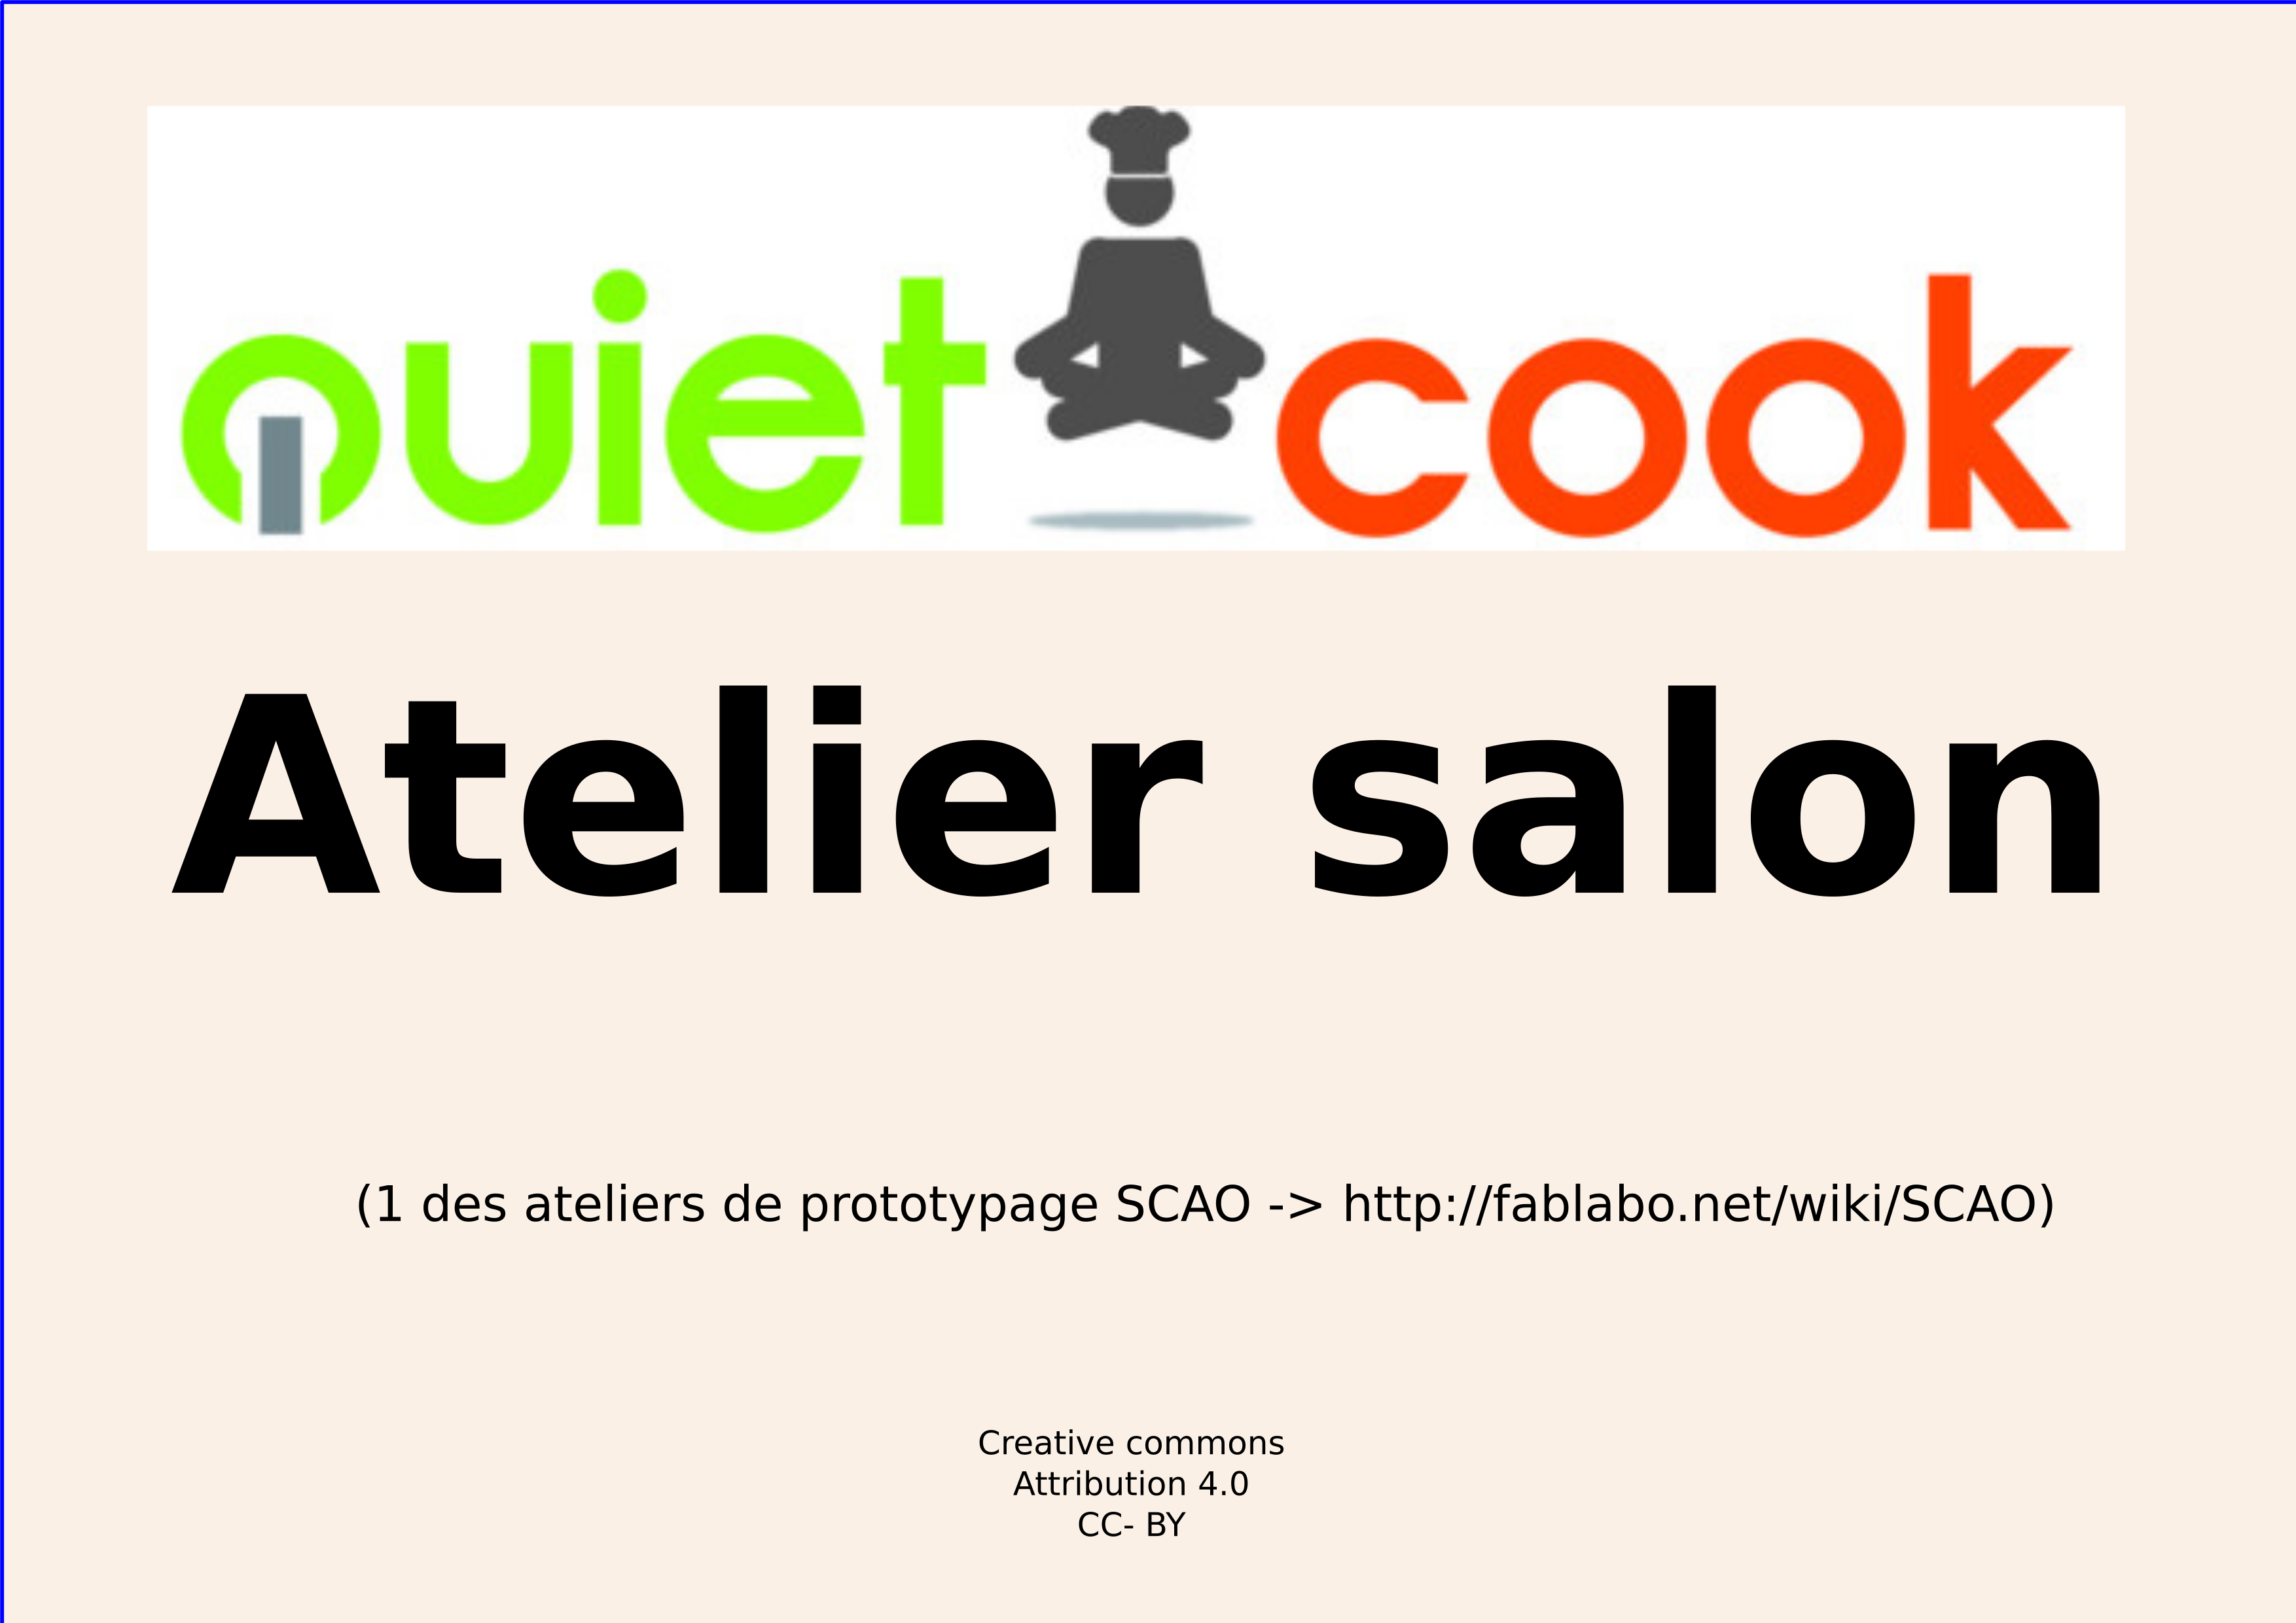 quiet cook
Atelier salon
(1 des ateliers de prototypage SCAO -> http://fablabo.net/wiki/SCAO)
Creative commons
Attribution 4.0
CC- BY